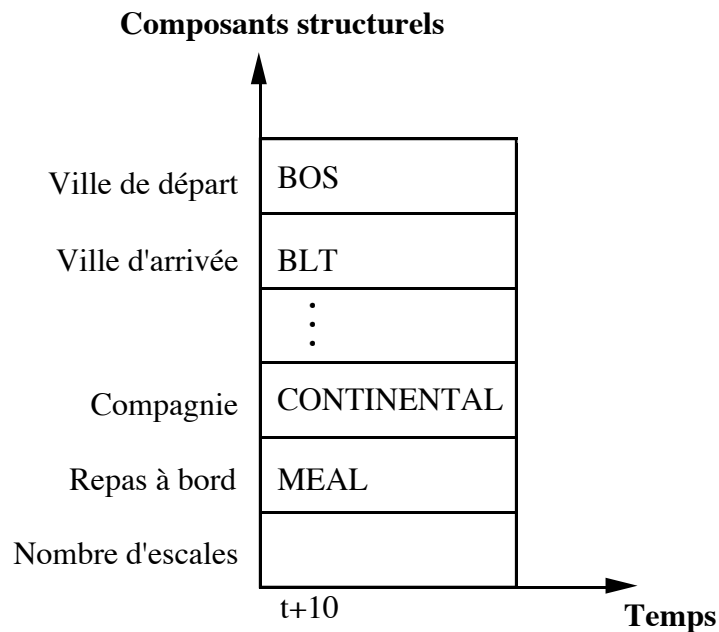 Composants structurels
Ville de départ BOS
Ville d'arrivée BLT
Compagnie CONTINENTAL
Repas à bord MEAL
Nombre d'escales
t+10
Temps